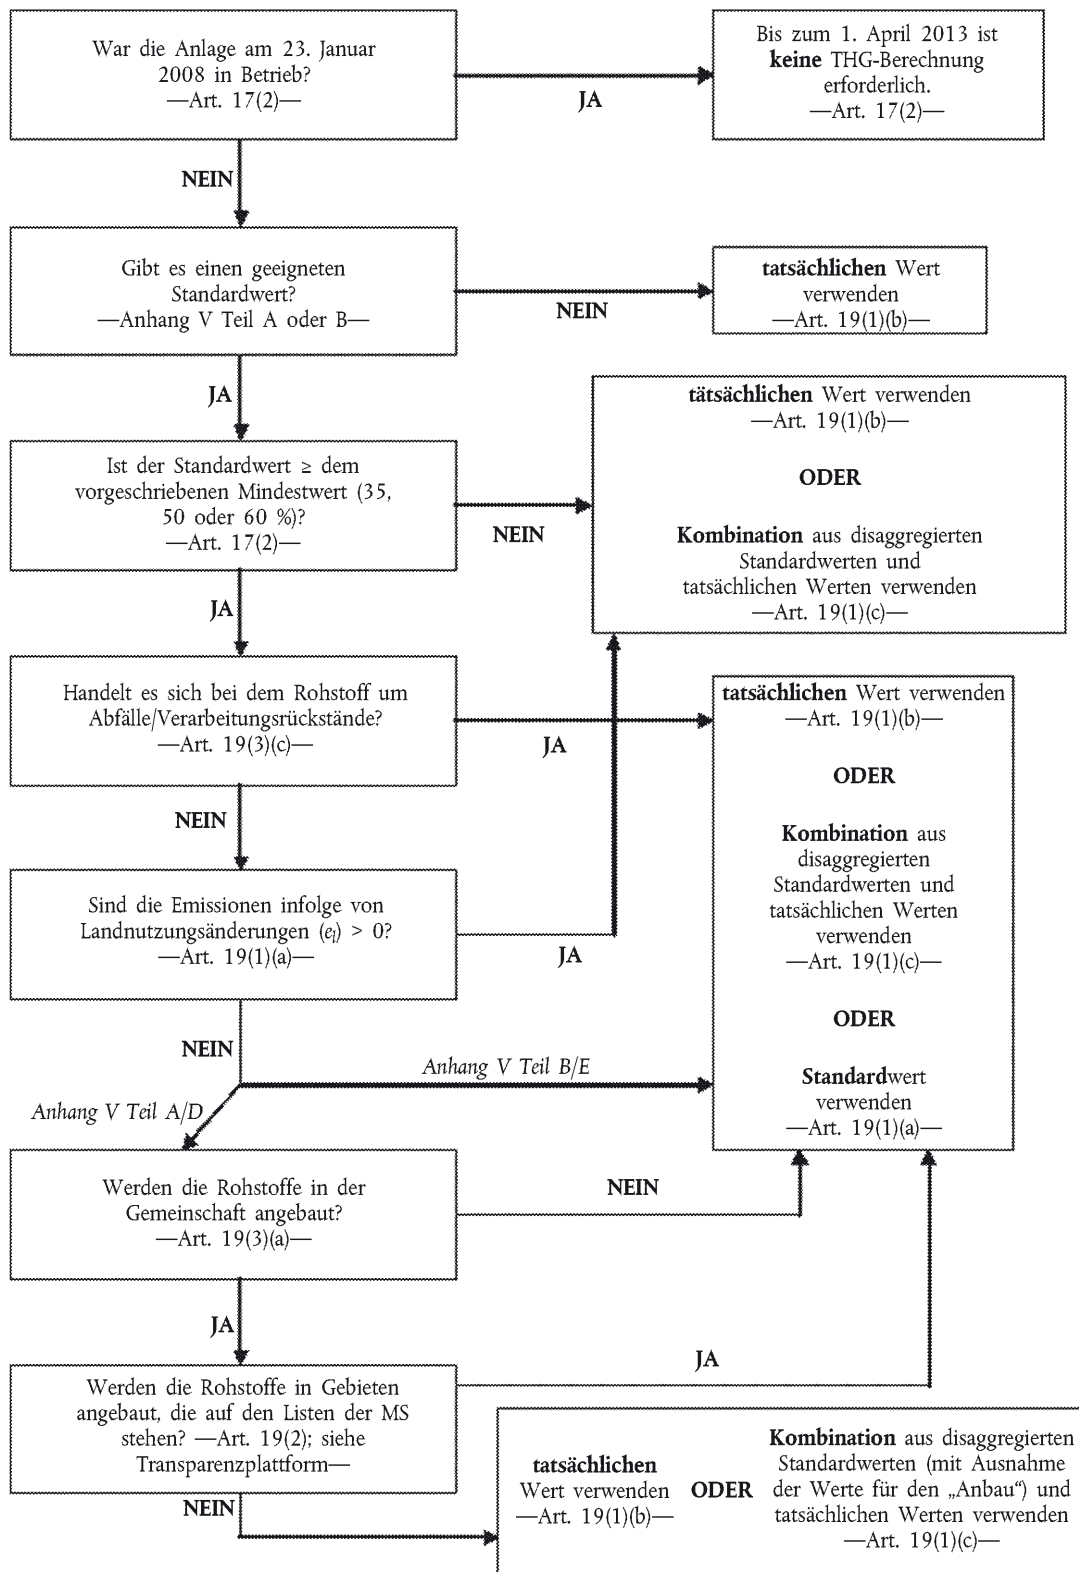 War die Anlage am 23. Januar
2008 in Betrieb?
—Art. 17(2)—
JA
Bis zum 1. April 2013 ist
keine THG-Berechnung
erforderlich.
—Art. 17(2)—
NEIN
Gibt es einen geeigneten
Standardwert?
—Anhang V Teil A oder B—
NEIN
tatsächlichen Wert
verwenden
—Art. 19(1)(b)—
JA
Ist der Standardwert ≥ dem
vorgeschriebenen Mindestwert (35,
50 oder 60 %)?
—Art. 17(2)—
NEIN
tätsächlichen Wert verwenden
—Art. 19(1)(b)—
ODER
Kombination aus disaggregierten
Standardwerten und
tatsächlichen Werten verwenden
—Art. 19(1)(c)—
JA
Handelt es sich bei dem Rohstoff um
Abfälle/Verarbeitungsrückstände?
—Art. 19(3)(c)—
JA
tatsächlichen Wert verwenden
—Art. 19(1)(b)—
ODER
Kombination aus
disaggregierten
Standardwerten und
tatsächlichen Werten
verwenden
—Art. 19(1)(c)—
ODER
Standardwert
verwenden
—Art. 19(1)(a)—
NEIN
Sind die Emissionen infolge von
Landnutzungsänderungen (el) > 0?
—Art. 19(1)(a)—
JA
NEIN
Anhang V Teil B/E
Anhang V Teil A/D
Werden die Rohstoffe in der
Gemeinschaft angebaut?
—Art. 19(3)(a)—
NEIN
JA
Werden die Rohstoffe in Gebieten
angebaut, die auf den Listen der MS
stehen? —Art. 19(2); siehe
Transparenzplattform—
JA
NEIN
tatsächlichen
Wert verwenden
—Art. 19(1)(b)—
ODER
Kombination aus disaggregierten
Standardwerten (mit Ausnahme
der Werte für den „Anbau“) und
tatsächlichen Werten verwenden
—Art. 19(1)(c)—